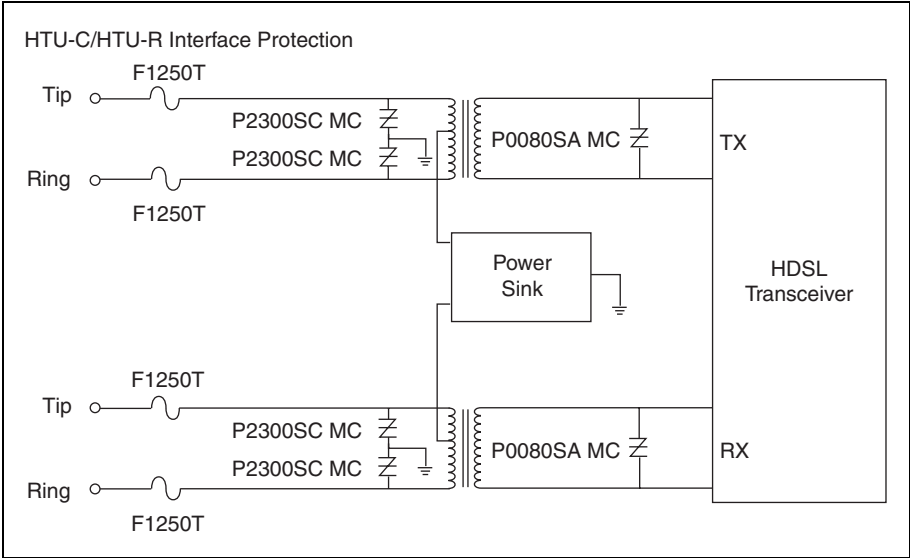 HTU-C/HTU-R Interface Protection
F1250T
Tip
P2300SC MC
P2300SC MC
Ring
F1250T
P0080SA MC
TX
Power
Sink
HDSL
Transceiver
F1250T
Tip
P2300SC MC
P2300SC MC
Ring
F1250T
P0080SA MC
RX